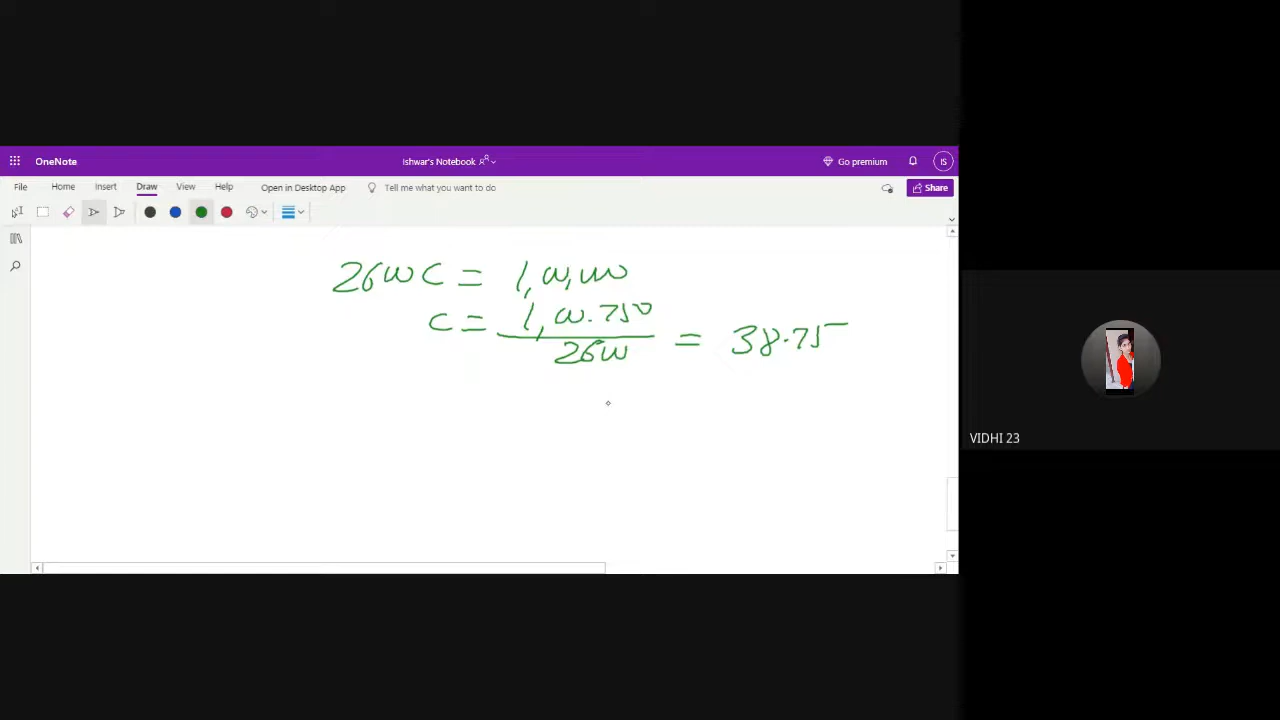 OneNote
Ishwar's Notebook
Go premium
IS
File Home Insert Draw View Help Open in Desktop App Tell me what you want to do
Share
2600 C = 1,00,000
C = 1,00.750
2600
= 38.75
VIDHI 23